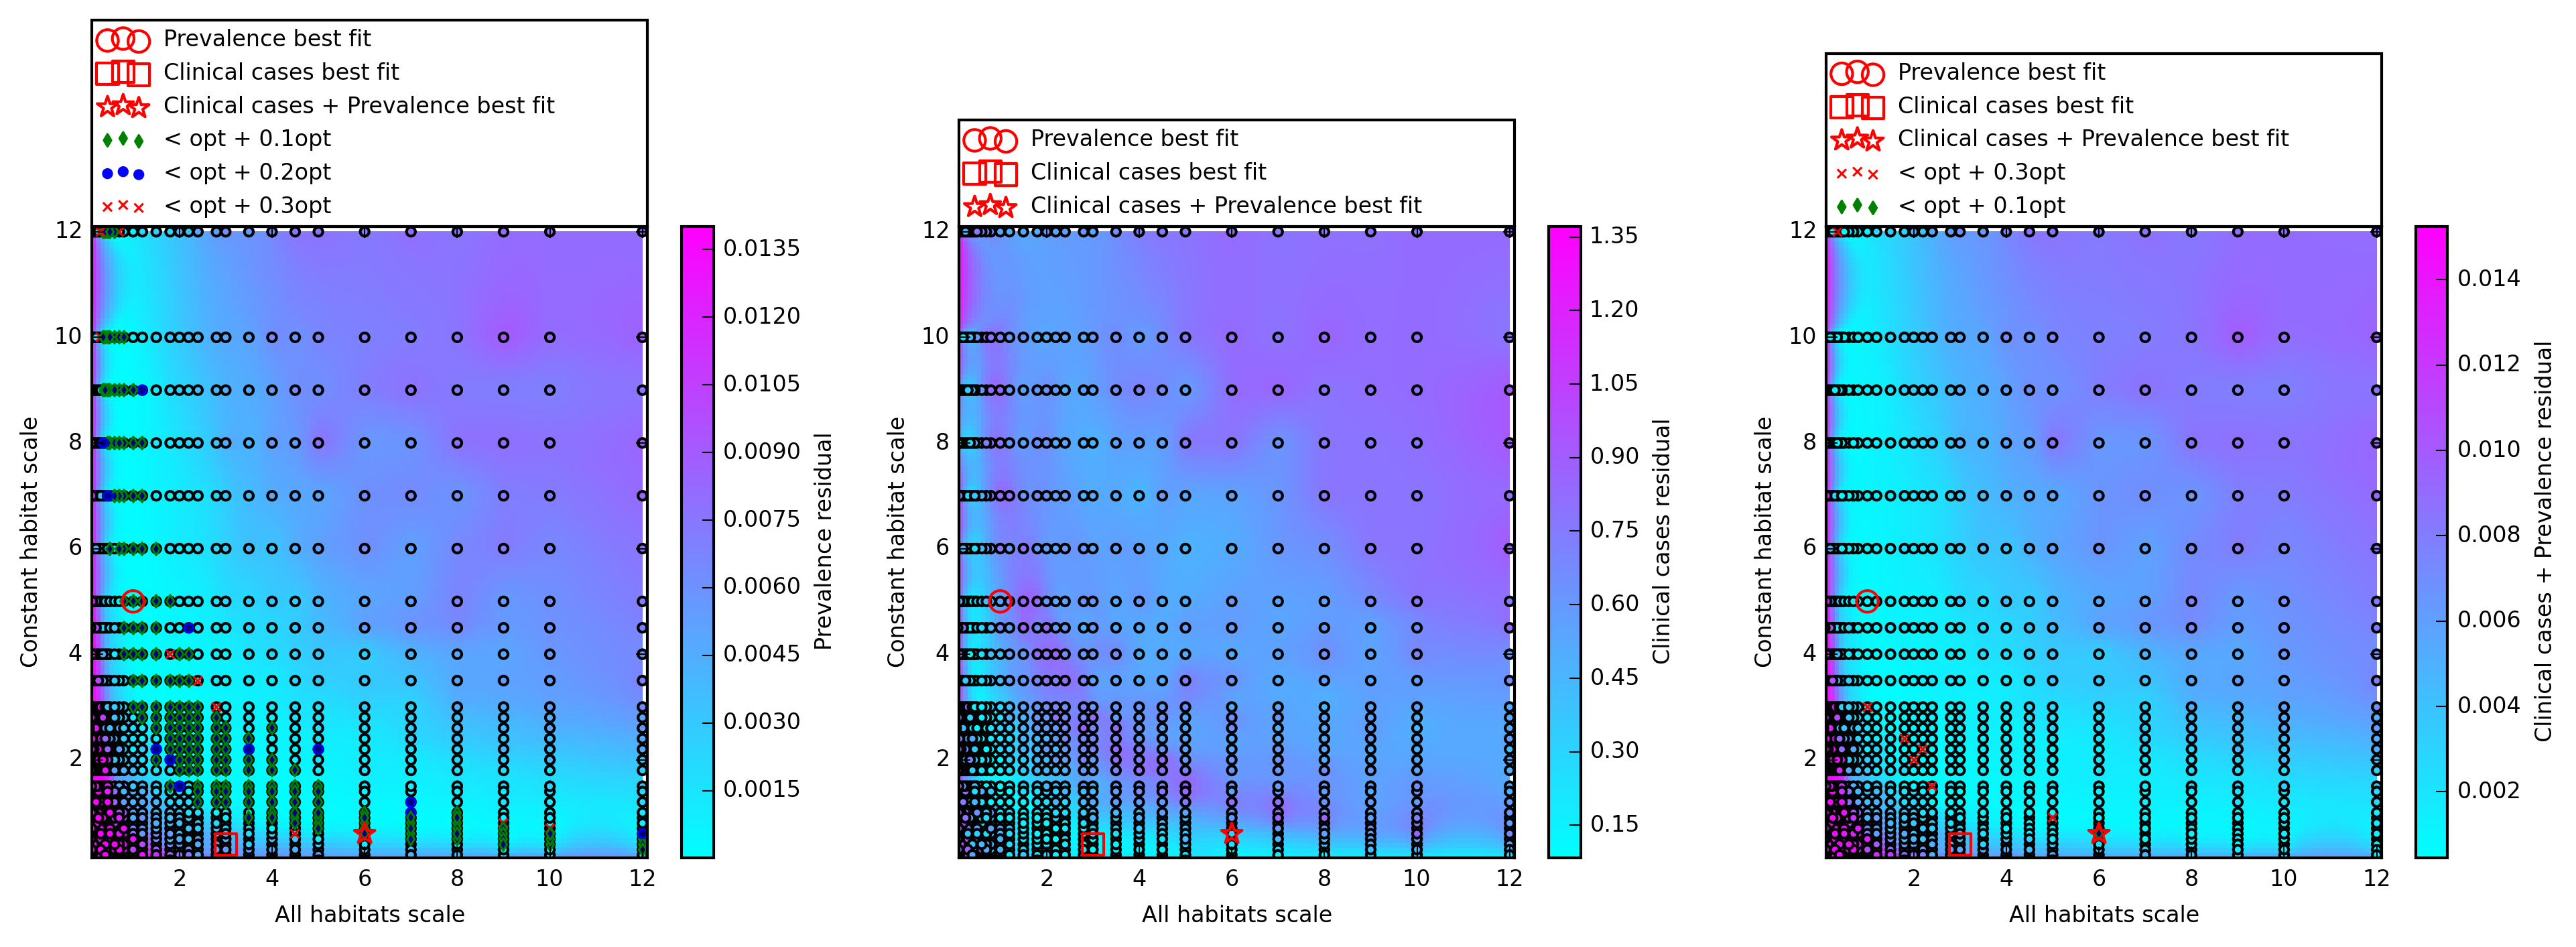 Prevalence best fit
Clinical cases best fit
Clinical cases + Prevalence best fit
< opt + 0.1opt
< opt + 0.2opt
< opt + 0.3opt
12
10
8
6
4
2
Constant habitat scale
2 4 6 8 10 12
All habitats scale
0.0135
0.0120
0.0105
0.0090
0.0075
0.0060
0.0045
0.0030
0.0015
Prevalence residual
Prevalence best fit
Clinical cases best fit
Clinical cases + Prevalence best fit
12
10
8
6
4
2
Constant habitat scale
2 4 6 8 10 12
All habitats scale
1.35
1.20
1.05
0.90
0.75
0.60
0.45
0.30
0.15
Clinical cases residual
Prevalence best fit
Clinical cases best fit
Clinical cases + Prevalence best fit
< opt + 0.3opt
< opt + 0.1opt
12
10
8
6
4
2
Constant habitat scale
2 4 6 8 10 12
All habitats scale
0.014
0.012
0.010
0.008
0.006
0.004
0.002
Clinical cases + Prevalence residual